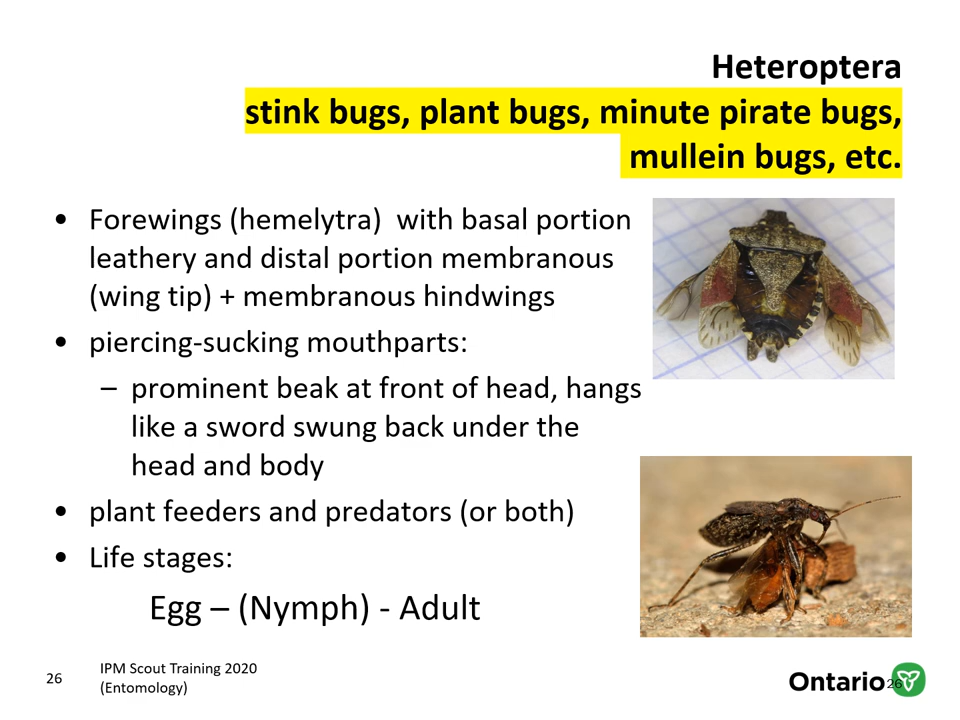 Heteroptera
stink bugs, plant bugs, minute pirate bugs,
mullein bugs, etc.
• Forewings (hemelytra)  with basal portion
leathery and distal portion membranous
(wing tip) + membranous hindwings
• piercing-sucking mouthparts:
– prominent beak at front of head, hangs
like a sword swung back under the
head and body
• plant feeders and predators (or both)
• Life stages:
Egg – (Nymph) - Adult
26
IPM Scout Training 2020
(Entomology)
Ontario
26